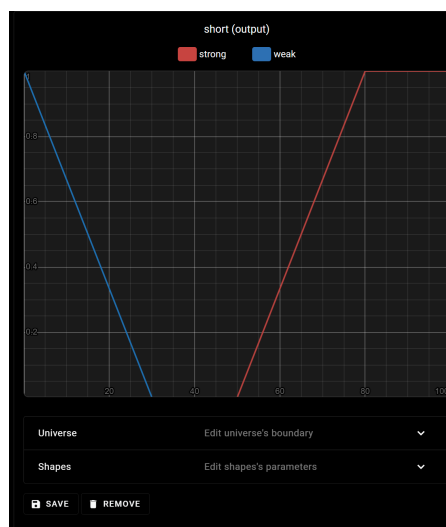 short (output)
strong weak
1
0.8
0.6
0.4
0.2
20 40 60 80 100
Universe Edit universe's boundary
Shapes Edit shapes's parameters
SAVE REMOVE